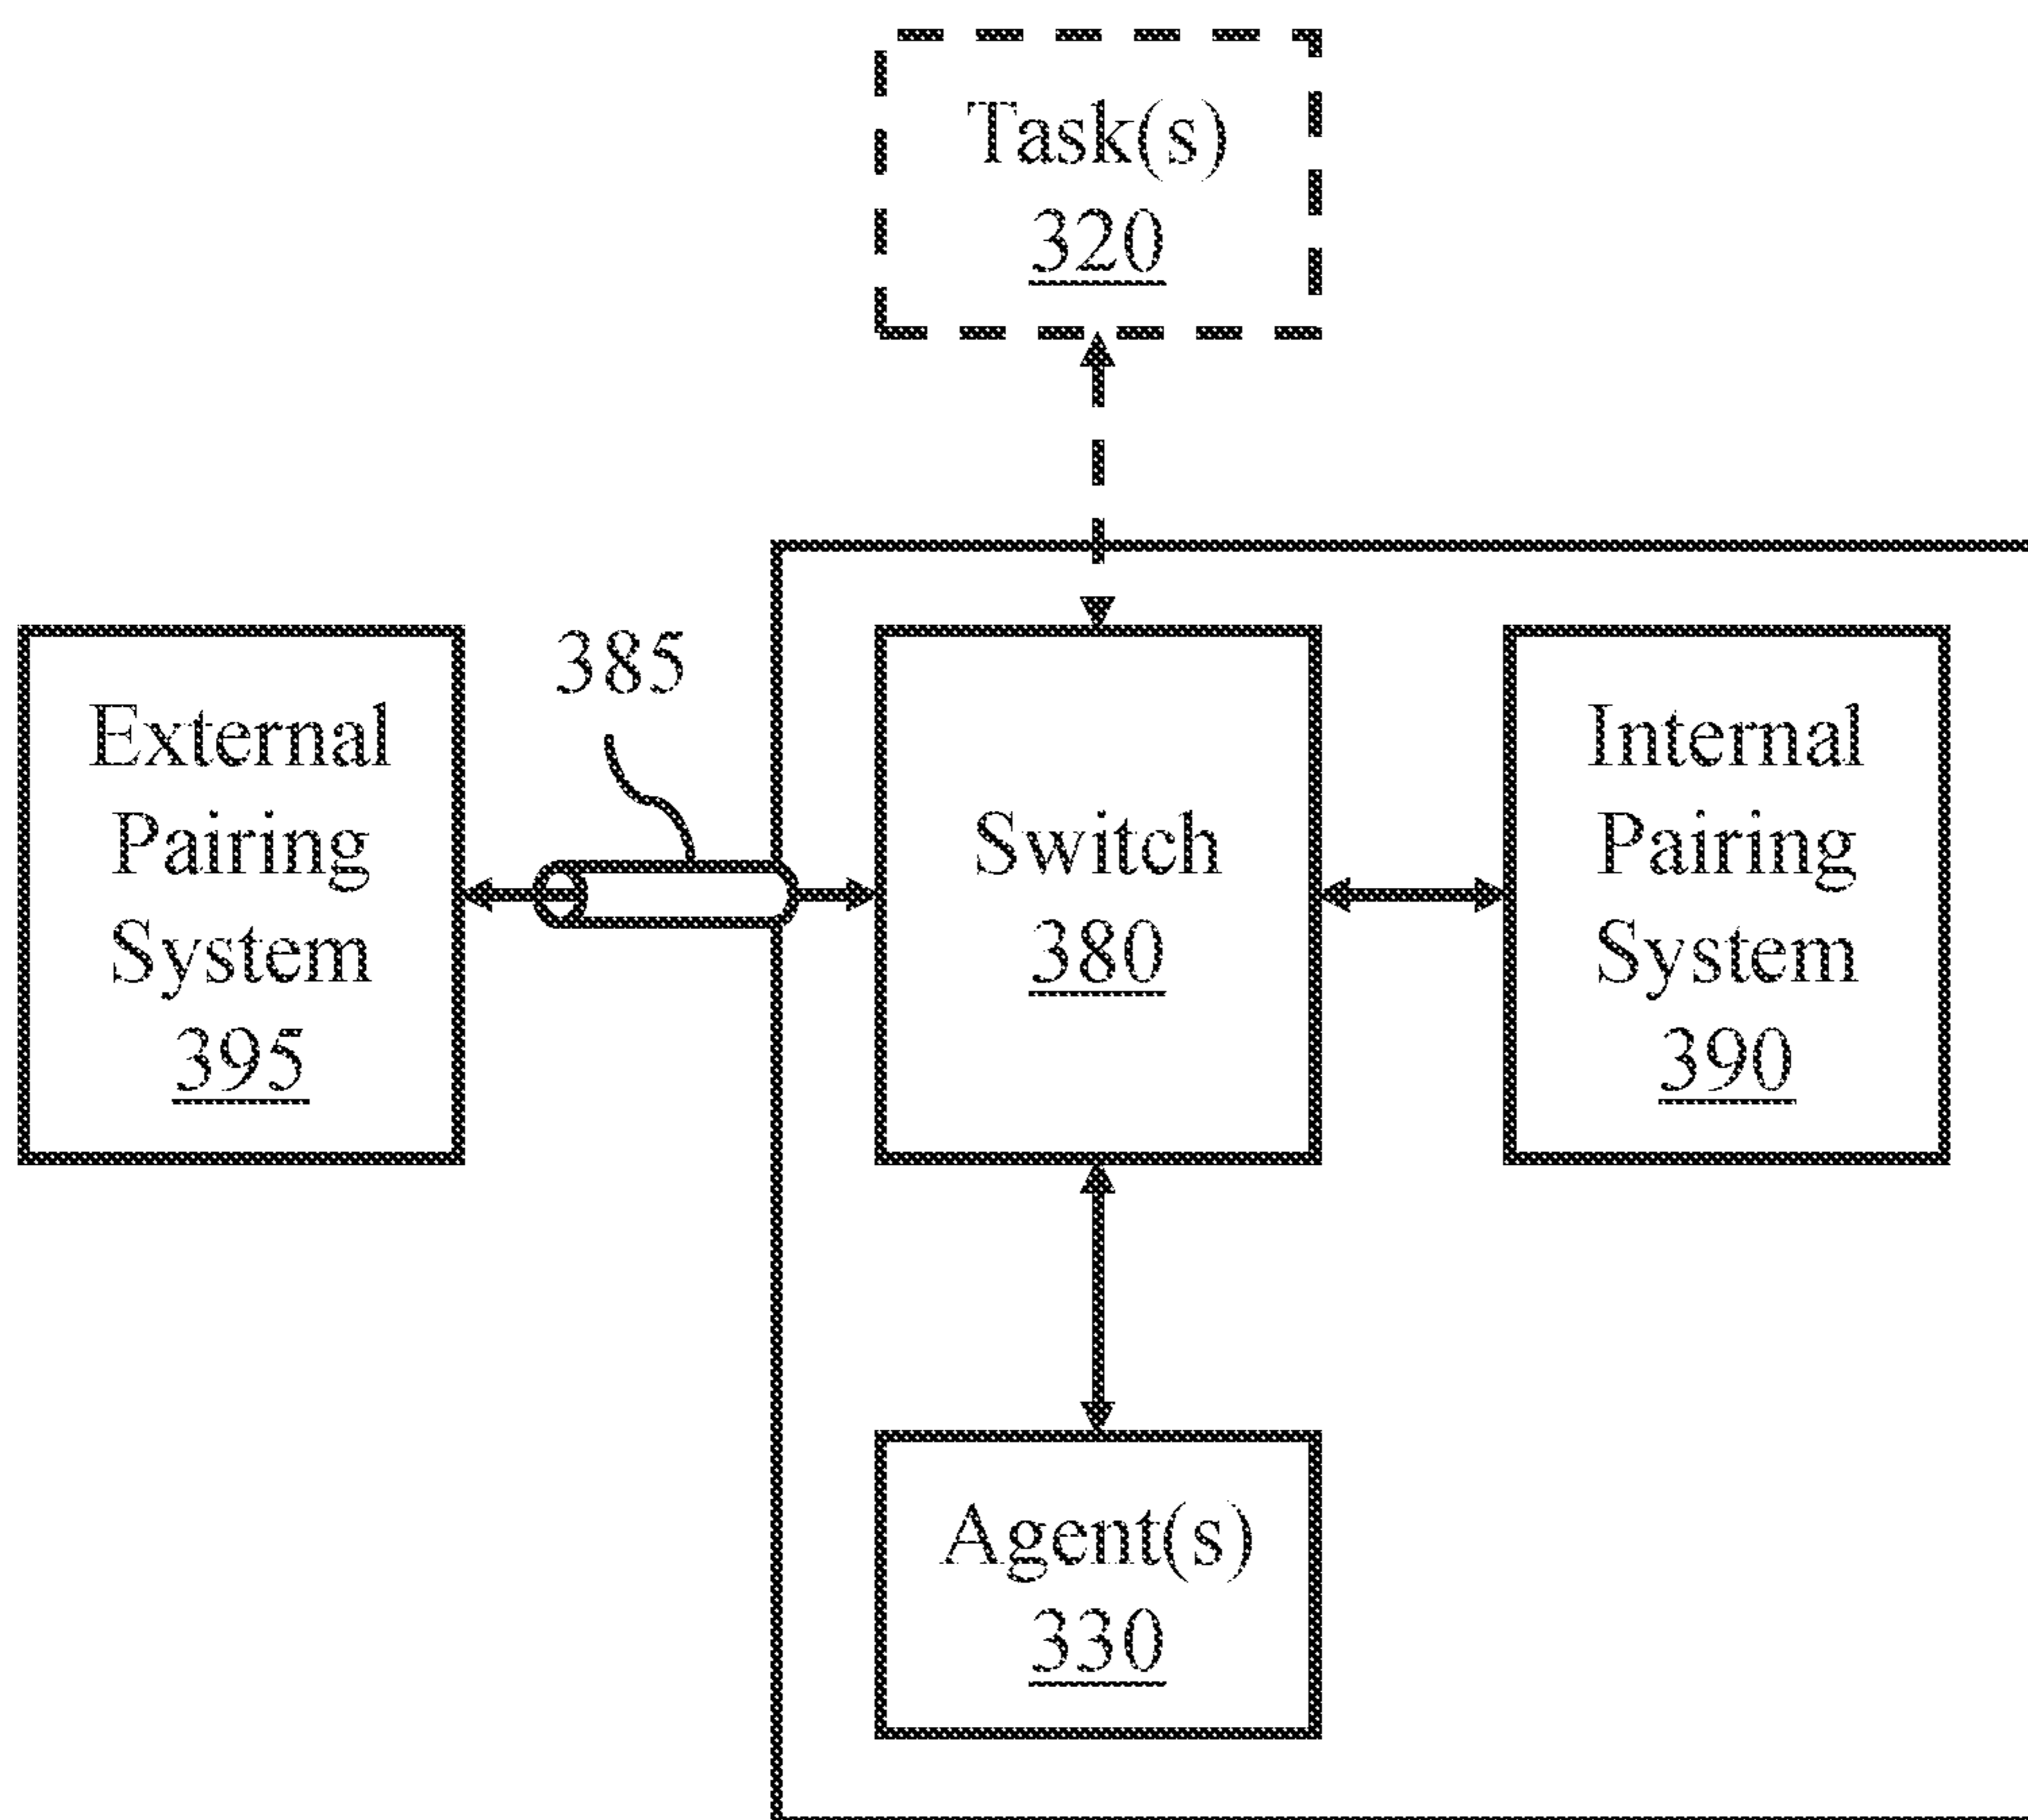 Task(s)
320
385
External
Pairing
System
395
Switch
380
Internal
Pairing
System
390
Agent(s)
330